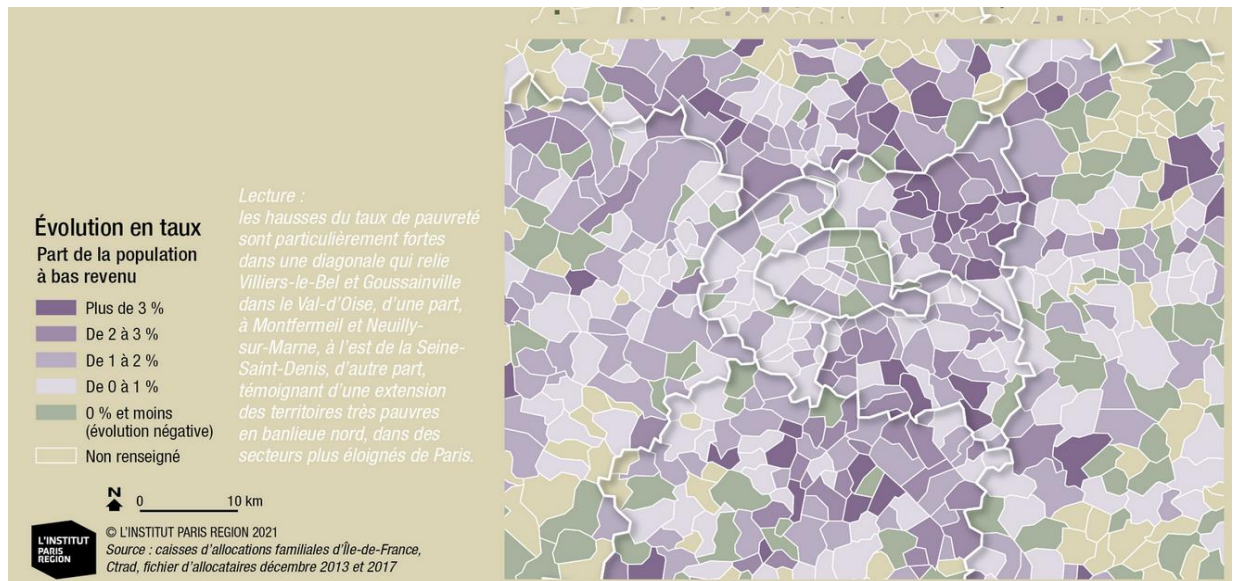 Lecture :
les hausses du taux de pauvreté
sont particulièrement fortes
dans une diagonale qui relie
Villiers-le-Bel et Goussainville
dans le Val-d'Oise, d'une part,
à Montfermeil et Neuilly-
sur-Marne, à l'est de la Seine-
Saint-Denis, d'autre part,
témoignant d'une extension
des territoires très pauvres
en banlieue nord, dans des
secteurs plus éloignés de Paris.
Évolution en taux
Part de la population
à bas revenu
Plus de 3 %
De 2 à 3 %
De 1 à 2 %
De 0 à 1 %
0 % et moins
(évolution négative)
Non renseigné
N
0 10 km
L'INSTITUT
PARIS
REGION
© L'INSTITUT PARIS REGION 2021
Source : caisses d'allocations familiales d'Île-de-France,
Ctrad, fichier d'allocataires décembre 2013 et 2017